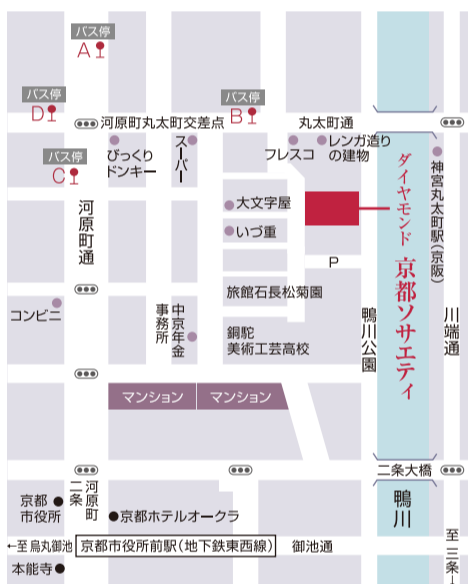 バス停
A
バス停
D
バス停
B
河原町丸太町交差点
丸太町通
バス停
C
びっくり
ドンキー
スーパー
フレスコ
レンガ造り
の建物
神宮丸太町駅(京阪)
大文字屋
いづ重
ダイヤモンド 京都ソサエティ
河原町通
P
旅館石長松菊園
コンビニ
中京年金
事務所
銅駝
美術工芸高校
鴨川公園
川端通
マンション
マンション
二条大橋
京都
市役所
河原町
二条
京都ホテルオークラ
鴨川
←至 烏丸御池
京都市役所前駅(地下鉄東西線)
御池通
至 三条
本能寺